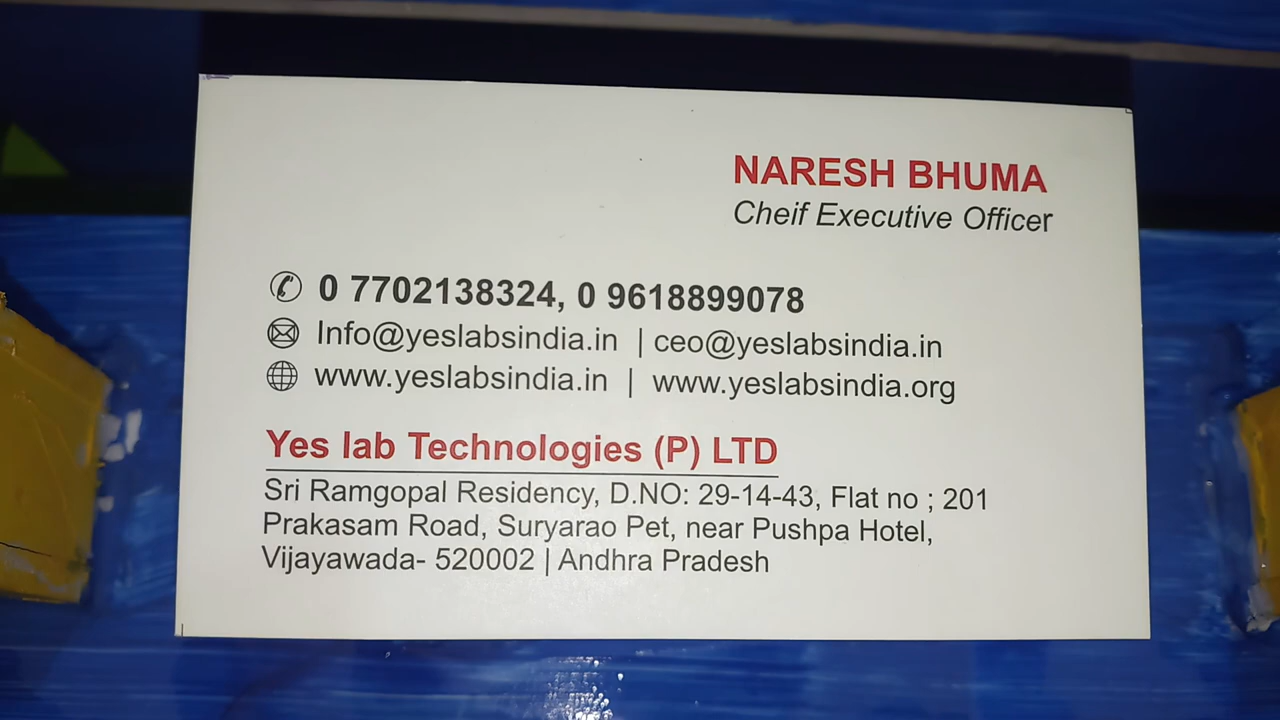 NARESH BHUMA
Cheif Executive Officer
0 7702138324, 0 9618899078
Info@yeslabsindia.in | ceo@yeslabsindia.in
www.yeslabsindia.in | www.yeslabsindia.org
Yes lab Technologies (P) LTD
Sri Ramgopal Residency, D.NO: 29-14-43, Flat no ; 201
Prakasam Road, Suryarao Pet, near Pushpa Hotel,
Vijayawada- 520002 | Andhra Pradesh